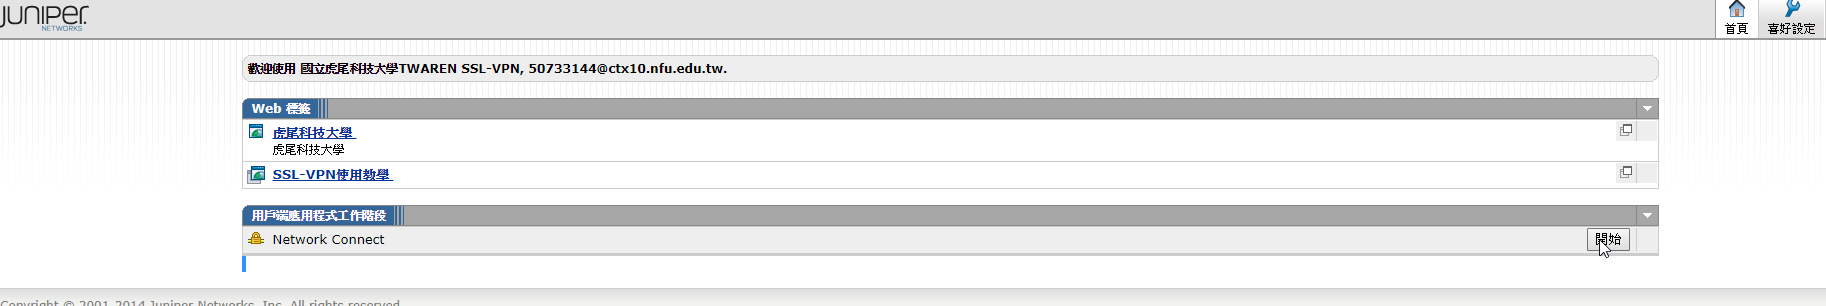 JUNIPER
NETWORKS
首頁
喜好設定
歡迎使用 國立虎尾科技大學TWAREN SSL-VPN, 50733144@ctx10.nfu.edu.tw.
Web 標籤
虎尾科技大學
虎尾科技大學
SSL-VPN使用教學
用戶端應用程式工作階段
Network Connect
開始
Copyright © 2001-2014 Juniper Networks, Inc. All rights reserved.